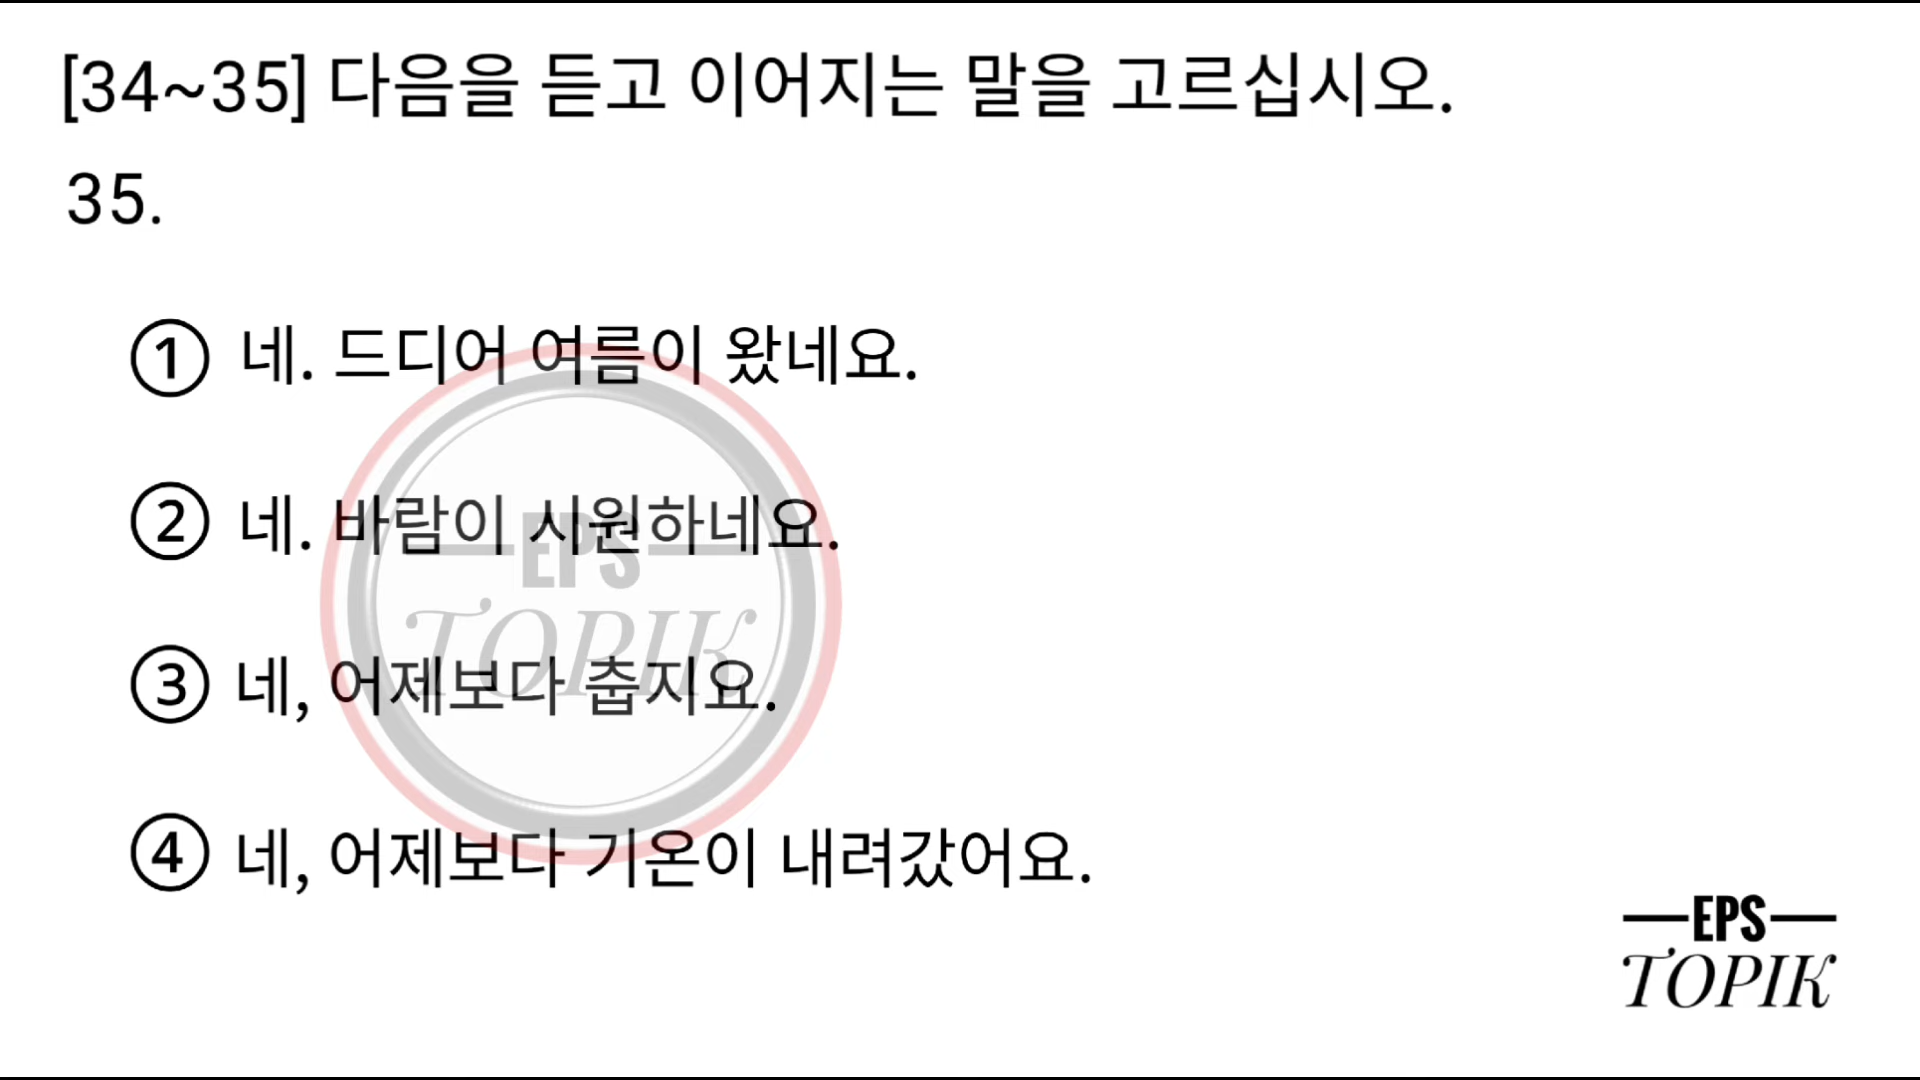 [34~35] 다음을 듣고 이어지는 말을 고르십시오.
35.
① 네. 드디어 여름이 왔네요.
② 네. 바람이 시원하네요.
EPS
TOPIK
③ 네, 어제보다 춥지요.
④ 네, 어제보다 기온이 내려갔어요.
EPS
TOPIK